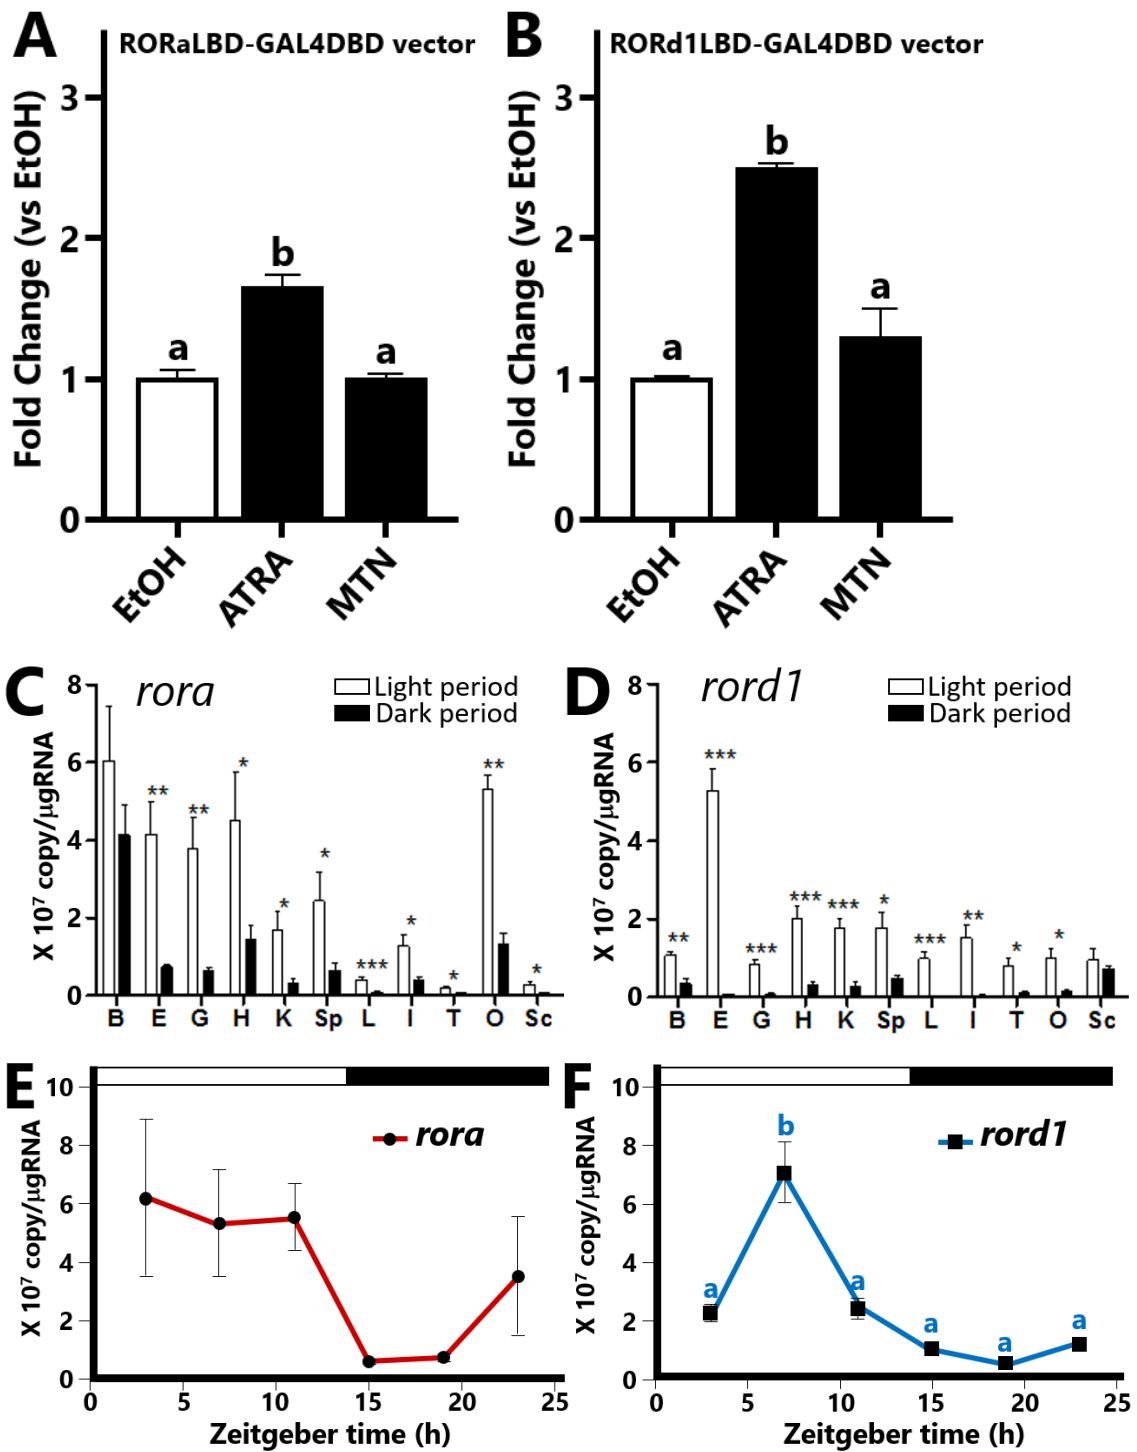 A
RORaLBD-GAL4DBD vector
Fold Change (vs EtOH)
3
2
1
0
a
b
a
EtOH
ATRA
MTN
B
RORd1LBD-GAL4DBD vector
Fold Change (vs EtOH)
3
2
1
0
a
b
a
EtOH
ATRA
MTN
C
rora
Light period
Dark period
X 10⁷ copy/μgRNA
8
6
4
2
0
** ** * * * *** * * ** *
B E G H K Sp L I T O Sc
D
rord1
Light period
Dark period
X 10⁷ copy/μgRNA
8
6
4
2
0
** *** *** *** *** * *** ** * *
B E G H K Sp L I T O Sc
E
rora
X 10⁷ copy/μgRNA
10
8
6
4
2
0
0 5 10 15 20 25
Zeitgeber time (h)
F
rord1
X 10⁷ copy/μgRNA
10
8
6
4
2
0
a b a a a a
0 5 10 15 20 25
Zeitgeber time (h)